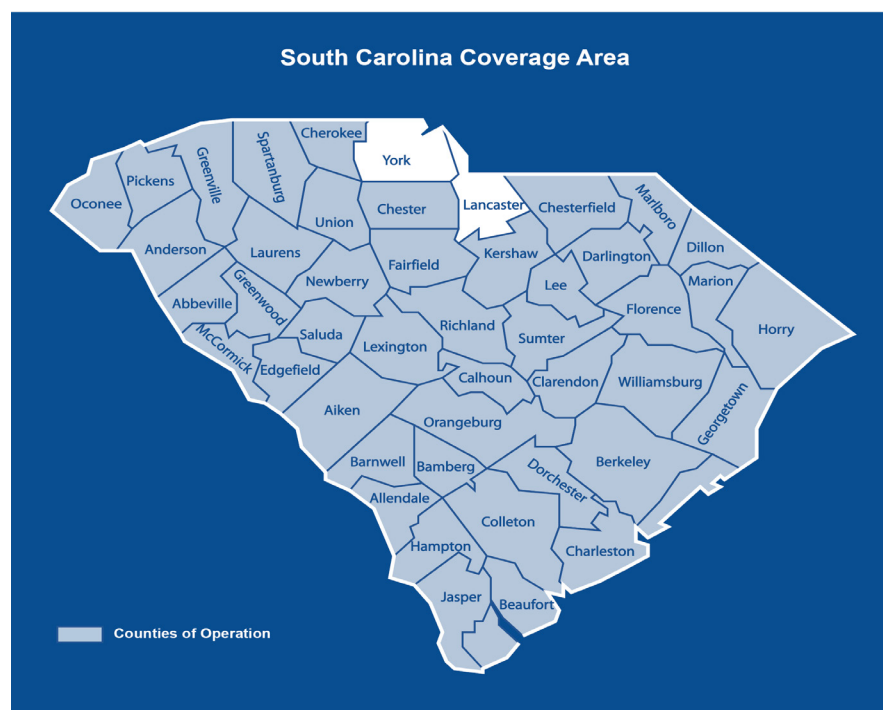 South Carolina Coverage Area
Cherokee
York
Spartanburg
Greenville
Pickens
Oconee
Lancaster
Chester
Union
Chesterfield
Marlboro
Dillon
Anderson
Laurens
Kershaw
Darlington
Fairfield
Newberry
Lee
Marion
Greenwood
Abbeville
Florence
Horry
Richland
Saluda
Sumter
McCormick
Lexington
Edgefield
Calhoun
Clarendon
Williamsburg
Aiken
Georgetown
Orangeburg
Barnwell
Bamberg
Berkeley
Dorchester
Allendale
Colleton
Hampton
Charleston
Jasper
Beaufort
Counties of Operation